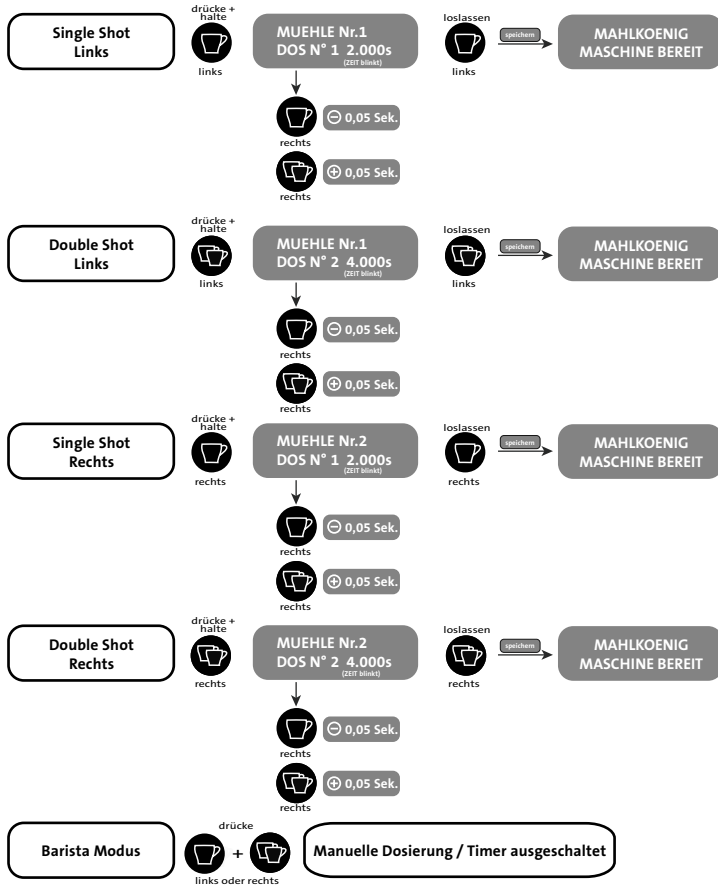 Single Shot
Links
drücke +
halte
links
MUEHLE Nr.1
DOS N° 1 2.000s
(ZEIT blinkt)
loslassen
links
speichern
MAHLKOENIG
MASCHINE BEREIT
rechts
⊖ 0,05 Sek.
rechts
⊕ 0,05 Sek.
Double Shot
Links
drücke +
halte
links
MUEHLE Nr.1
DOS N° 2 4.000s
(ZEIT blinkt)
loslassen
links
speichern
MAHLKOENIG
MASCHINE BEREIT
rechts
⊖ 0,05 Sek.
rechts
⊕ 0,05 Sek.
Single Shot
Rechts
drücke +
halte
rechts
MUEHLE Nr.2
DOS N° 1 2.000s
(ZEIT blinkt)
loslassen
rechts
speichern
MAHLKOENIG
MASCHINE BEREIT
rechts
⊖ 0,05 Sek.
rechts
⊕ 0,05 Sek.
Double Shot
Rechts
drücke +
halte
rechts
MUEHLE Nr.2
DOS N° 2 4.000s
(ZEIT blinkt)
loslassen
rechts
speichern
MAHLKOENIG
MASCHINE BEREIT
rechts
⊖ 0,05 Sek.
rechts
⊕ 0,05 Sek.
Barista Modus
drücke
+
links oder rechts
Manuelle Dosierung / Timer ausgeschaltet